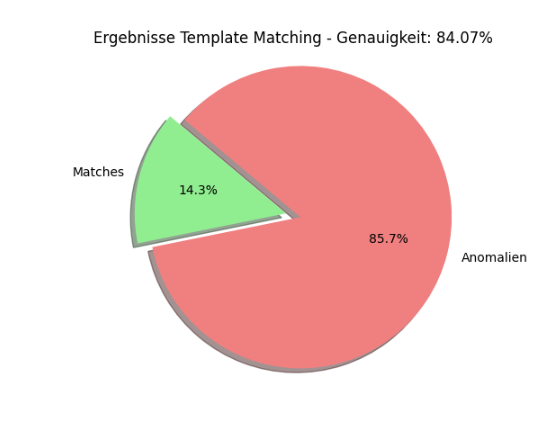 Ergebnisse Template Matching - Genauigkeit: 84.07%
Matches
14.3%
85.7%
Anomalien